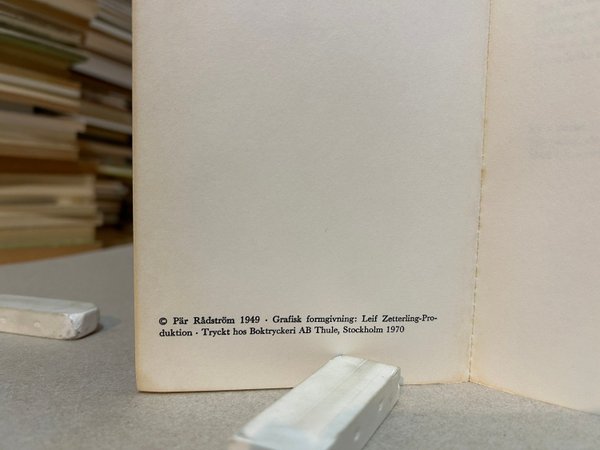 © Pär Rådström 1949 · Grafisk formgivning: Leif Zetterling-Pro-
duktion · Tryckt hos Boktryckeri AB Thule, Stockholm 1970